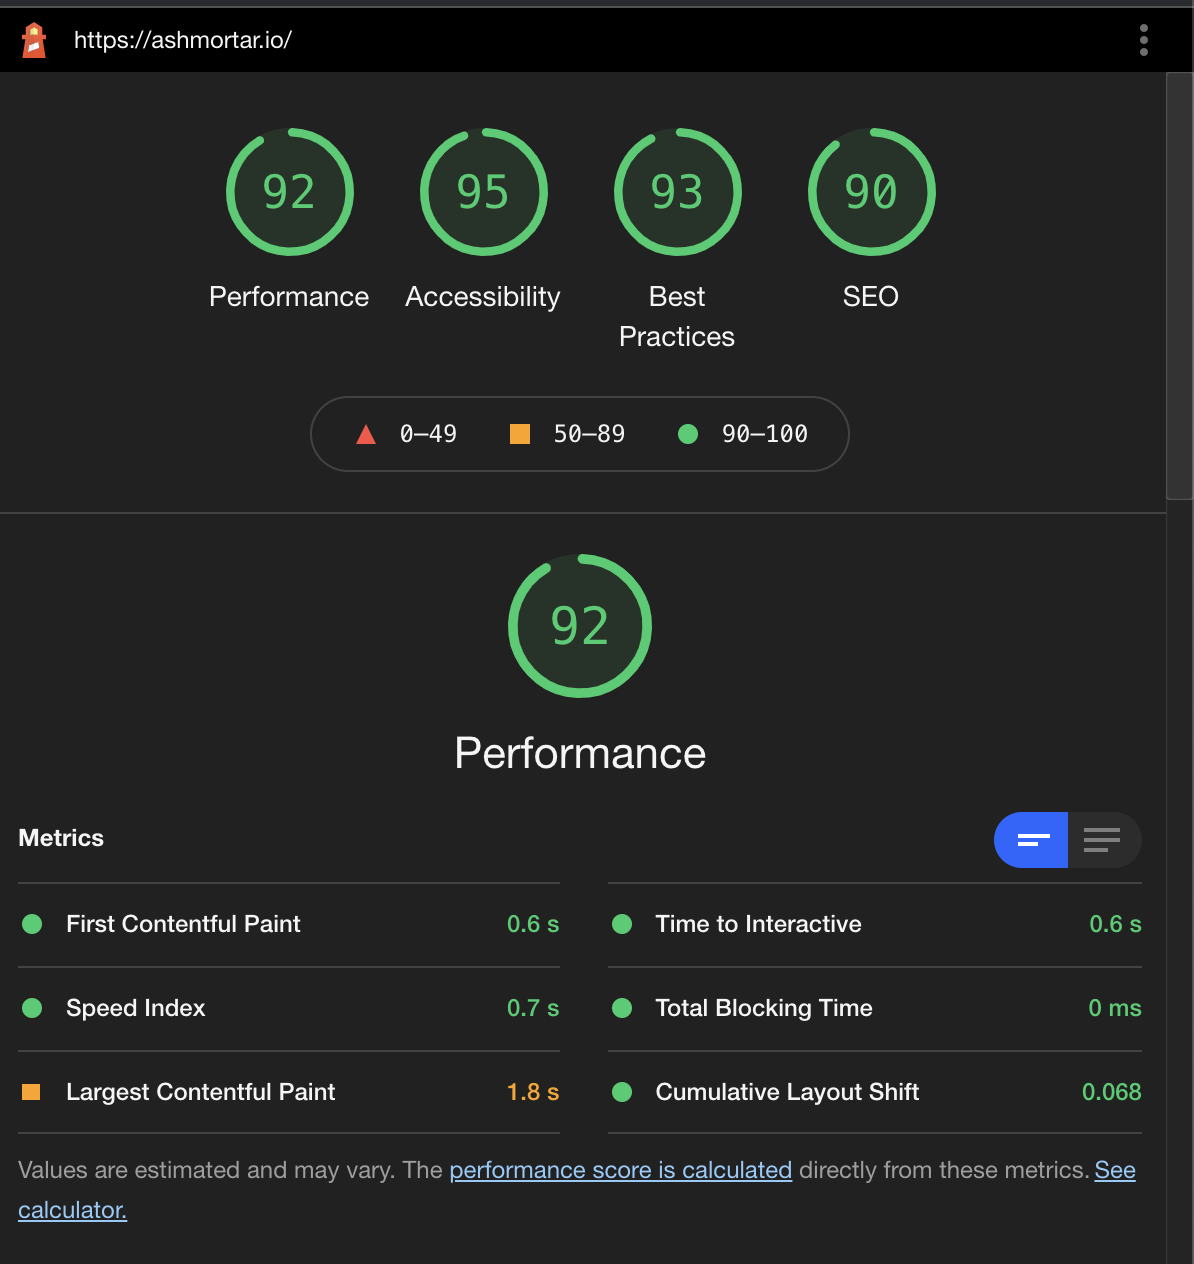 https://ashmortar.io/
92 95 93 90
Performance Accessibility Best Practices SEO
0–49 50–89 90–100
92
Performance
Metrics
First Contentful Paint 0.6 s
Time to Interactive 0.6 s
Speed Index 0.7 s
Total Blocking Time 0 ms
Largest Contentful Paint 1.8 s
Cumulative Layout Shift 0.068
Values are estimated and may vary. The performance score is calculated directly from these metrics. See
calculator.